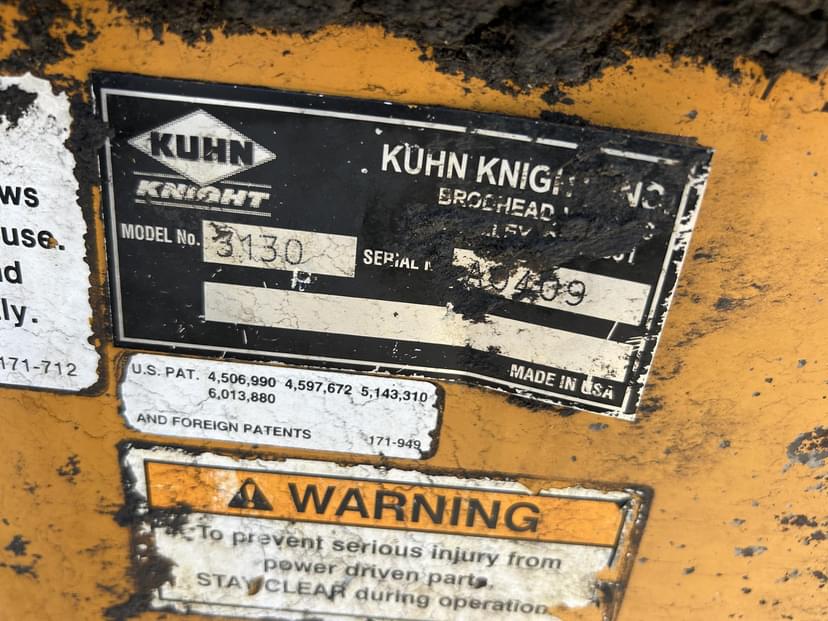 ws
use.
d
ly.
171-712
KUHN
KNIGHT
KUHN KNIGHT INC.
BRODHEAD
MODEL No. 3130
SERIAL
A0409
MADE IN USA
U.S. PAT. 4,506,990 4,597,672 5,143,310
6,013,880
AND FOREIGN PATENTS 171-949
WARNING
To prevent serious injury from
power driven parts,
STAY CLEAR during operation